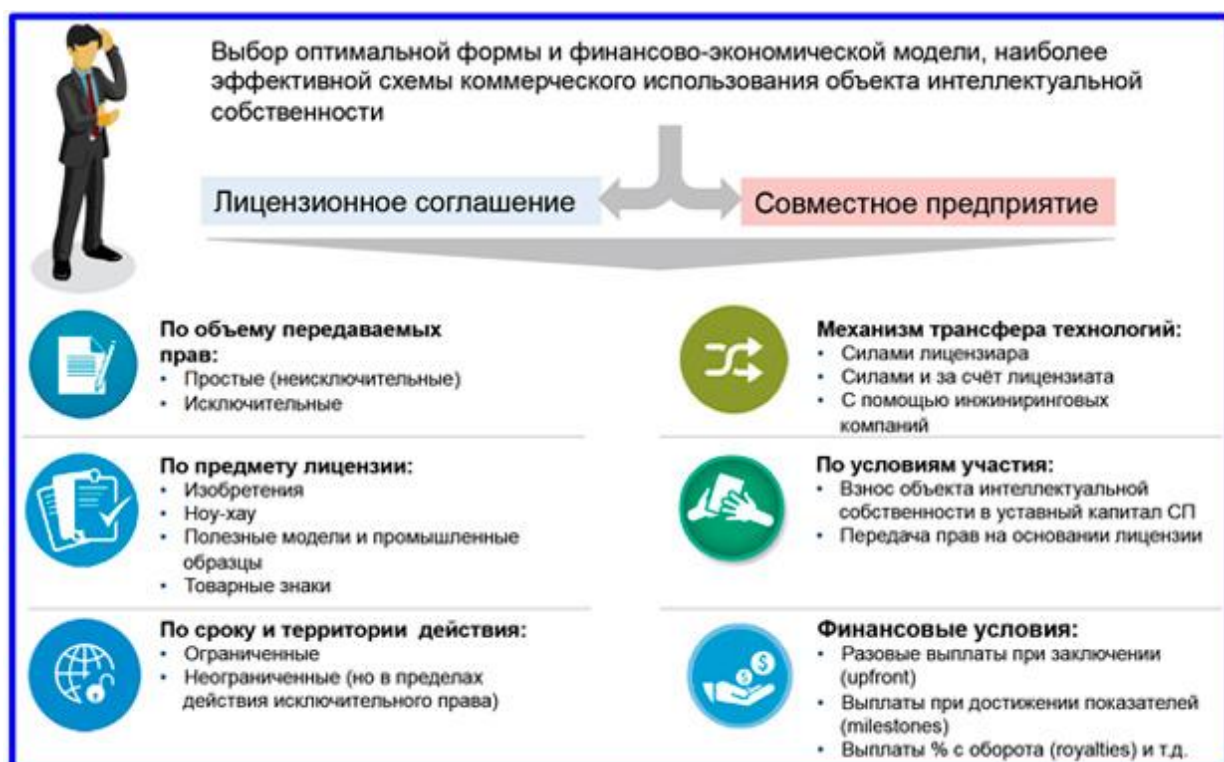 Выбор оптимальной формы и финансово-экономической модели, наиболее
эффективной схемы коммерческого использования объекта интеллектуальной
собственности
Лицензионное соглашение
Совместное предприятие
По объему передаваемых
прав:
• Простые (неисключительные)
• Исключительные
По предмету лицензии:
• Изобретения
• Ноу-хау
• Полезные модели и промышленные
образцы
• Товарные знаки
По сроку и территории действия:
• Ограниченные
• Неограниченные (но в пределах
действия исключительного права)
Механизм трансфера технологий:
• Силами лицензиара
• Силами и за счёт лицензиата
• С помощью инжиниринговых
компаний
По условиям участия:
• Взнос объекта интеллектуальной
собственности в уставный капитал СП
• Передача прав на основании лицензии
Финансовые условия:
• Разовые выплаты при заключении
(upfront)
• Выплаты при достижении показателей
(milestones)
• Выплаты % с оборота (royalties) и т.д.